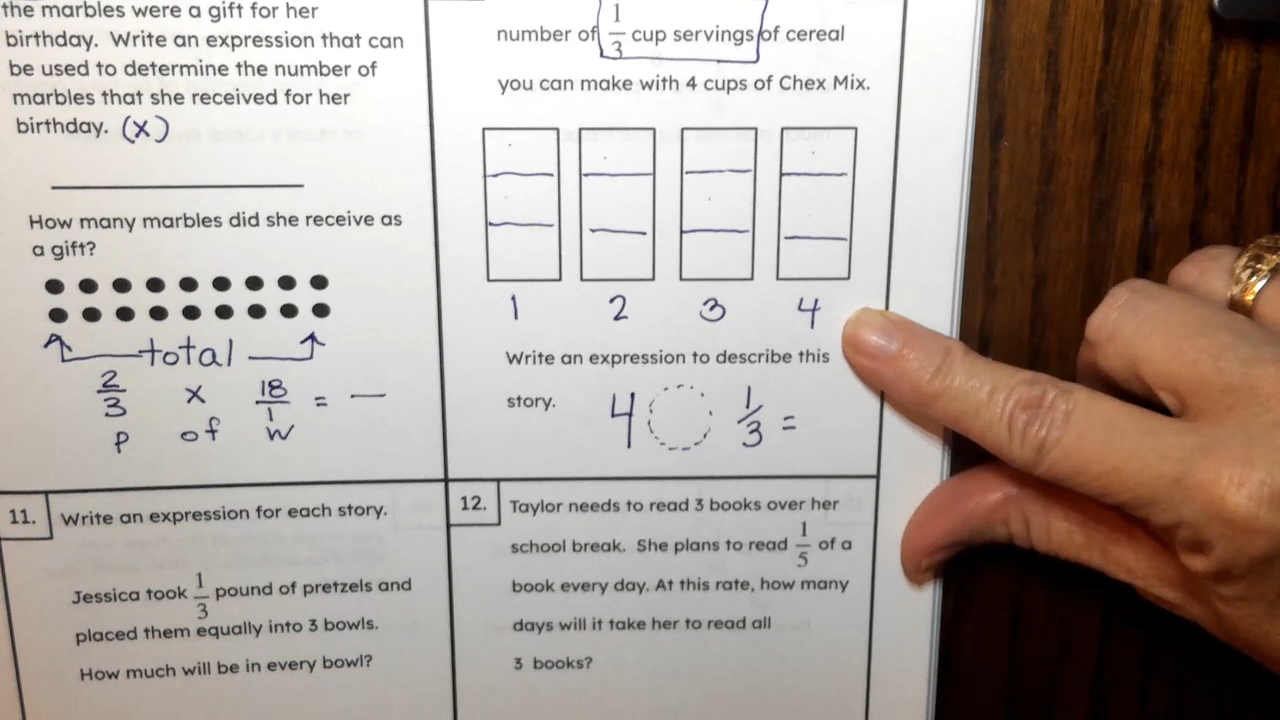 the marbles were a gift for her
birthday. Write an expression that can
be used to determine the number of
marbles that she received for her
birthday. (x)
How many marbles did she receive as
a gift?
total
2/3 x 18/1 = —
P of W
number of 1/3 cup servings of cereal
you can make with 4 cups of Chex Mix.
1 2 3 4
Write an expression to describe this
story. 4 1/3 =
11. Write an expression for each story.
Jessica took 1/3 pound of pretzels and
placed them equally into 3 bowls.
How much will be in every bowl?
12. Taylor needs to read 3 books over her
school break. She plans to read 1/5 of a
book every day. At this rate, how many
days will it take her to read all
3 books?